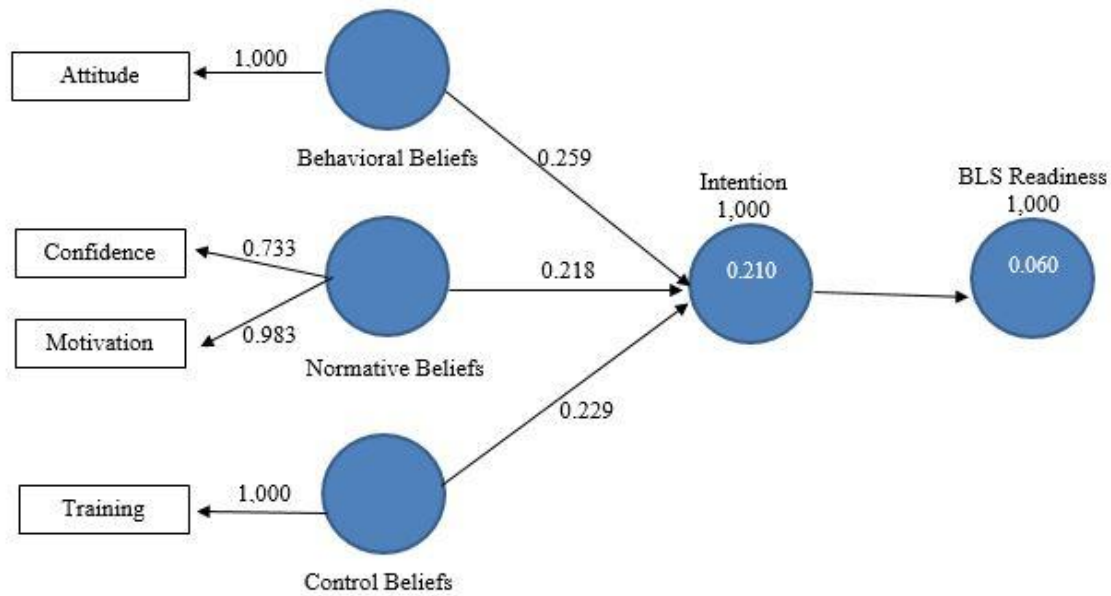 Attitude
1,000
Behavioral Beliefs
0.259
Confidence
0.733
Motivation
0.983
Normative Beliefs
0.218
Training
1,000
Control Beliefs
0.229
Intention
1,000
0.210
BLS Readiness
1,000
0.060